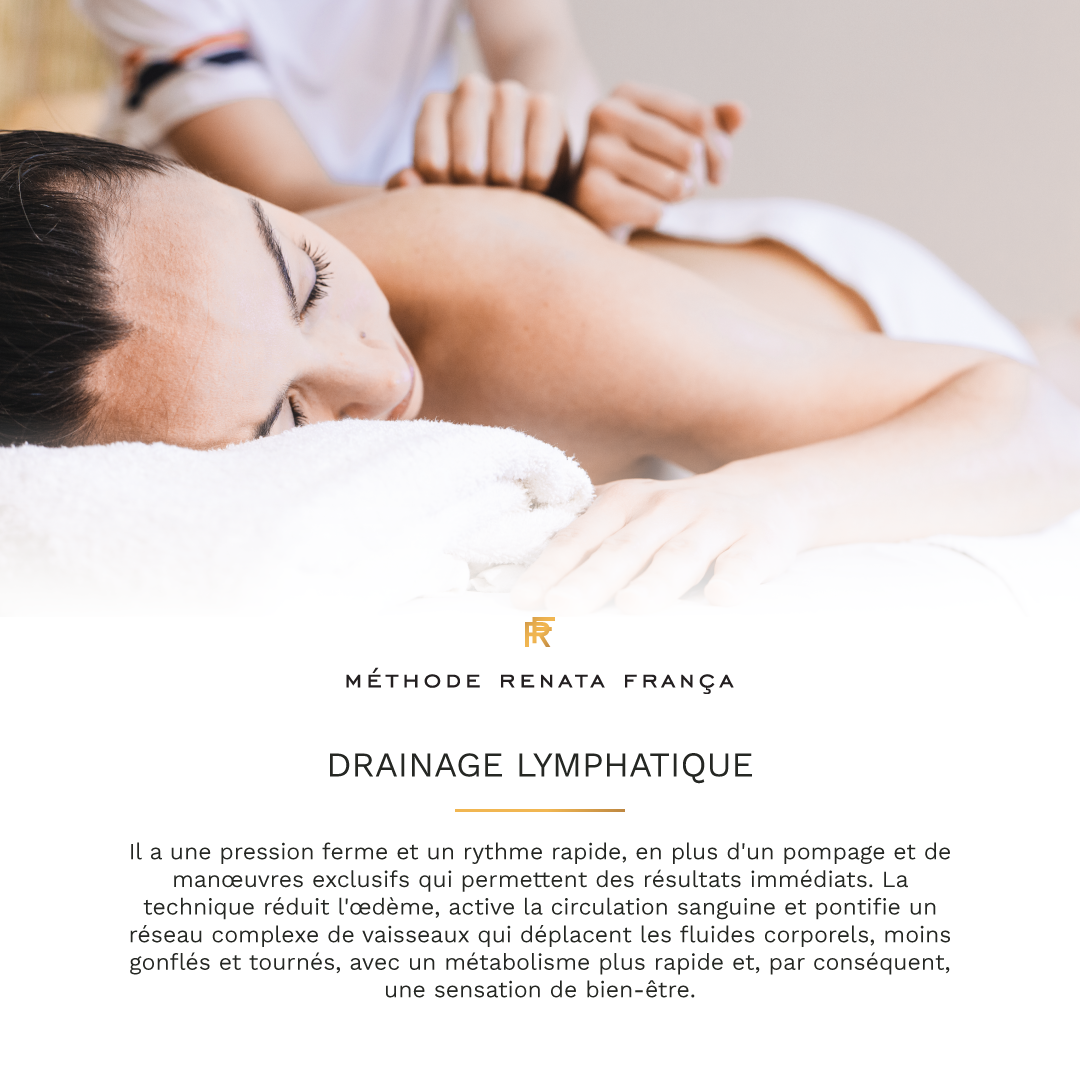 RF
MÉTHODE RENATA FRANÇA
DRAINAGE LYMPHATIQUE
Il a une pression ferme et un rythme rapide, en plus d'un pompage et de
manœuvres exclusifs qui permettent des résultats immédiats. La
technique réduit l'œdème, active la circulation sanguine et pontifie un
réseau complexe de vaisseaux qui déplacent les fluides corporels, moins
gonflés et tournés, avec un métabolisme plus rapide et, par conséquent,
une sensation de bien-être.